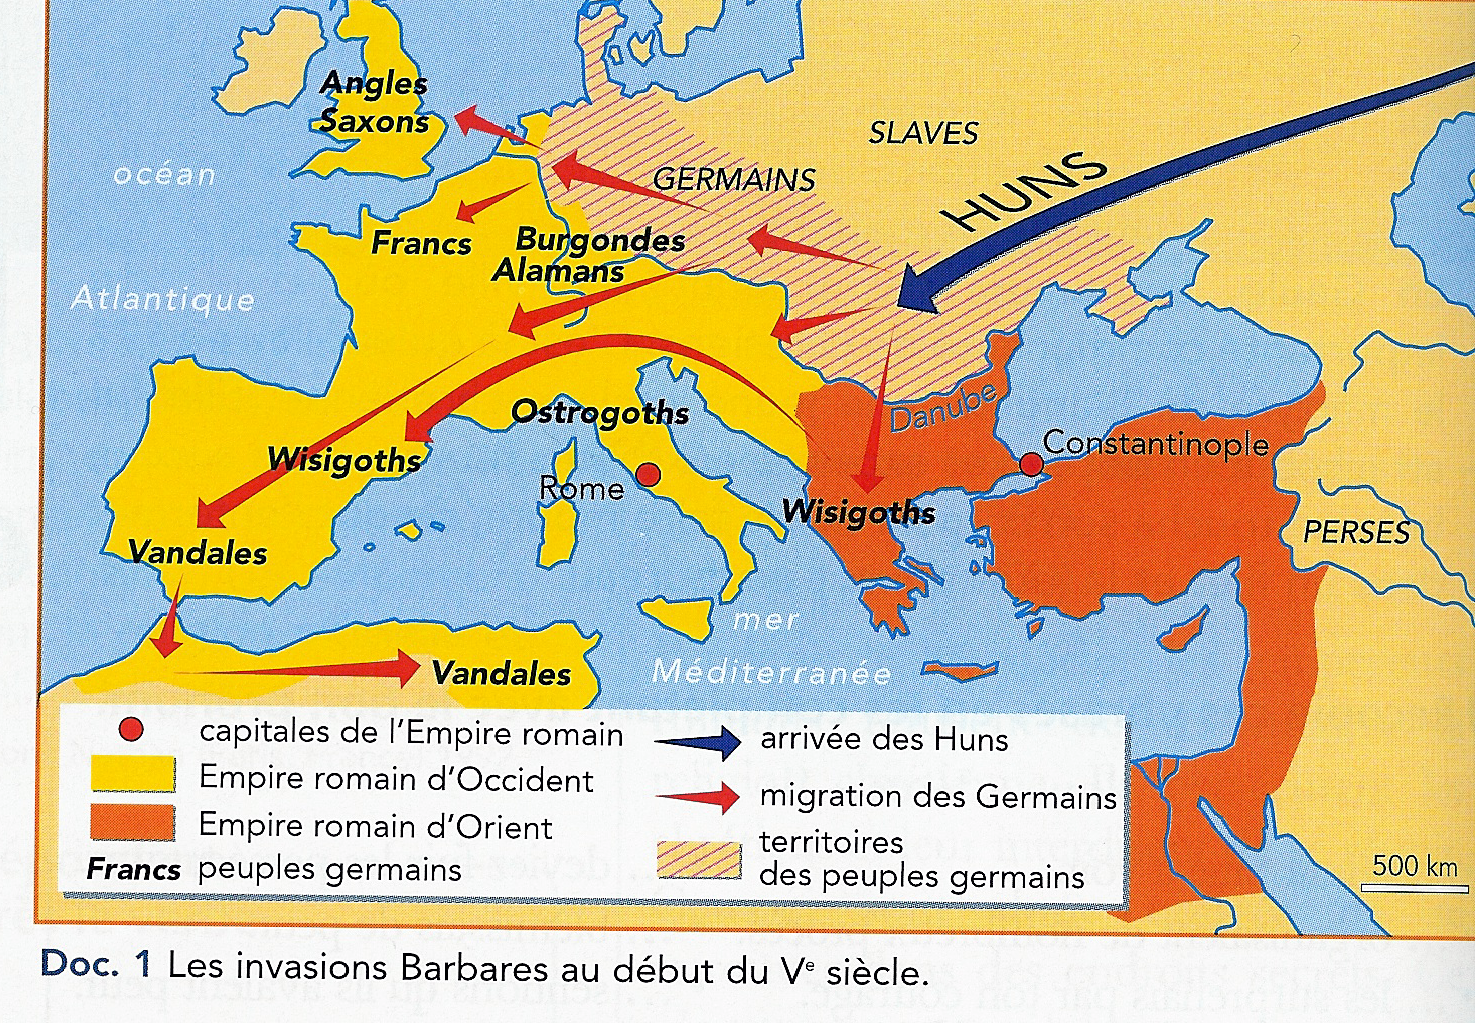 Angles
Saxons
océan
Atlantique
SLAVES
GERMAINS
HUNS
Francs
Burgondes
Alamans
Ostrogoths
Danube
Constantinople
Wisigoths
Rome
Wisigoths
PERSES
Vandales
mer
Méditerranée
Vandales
capitales de l'Empire romain
Empire romain d'Occident
Empire romain d'Orient
Francs peuples germains
arrivée des Huns
migration des Germains
territoires
des peuples germains
500 km
Doc. 1 Les invasions Barbares au début du Vᵉ siècle.